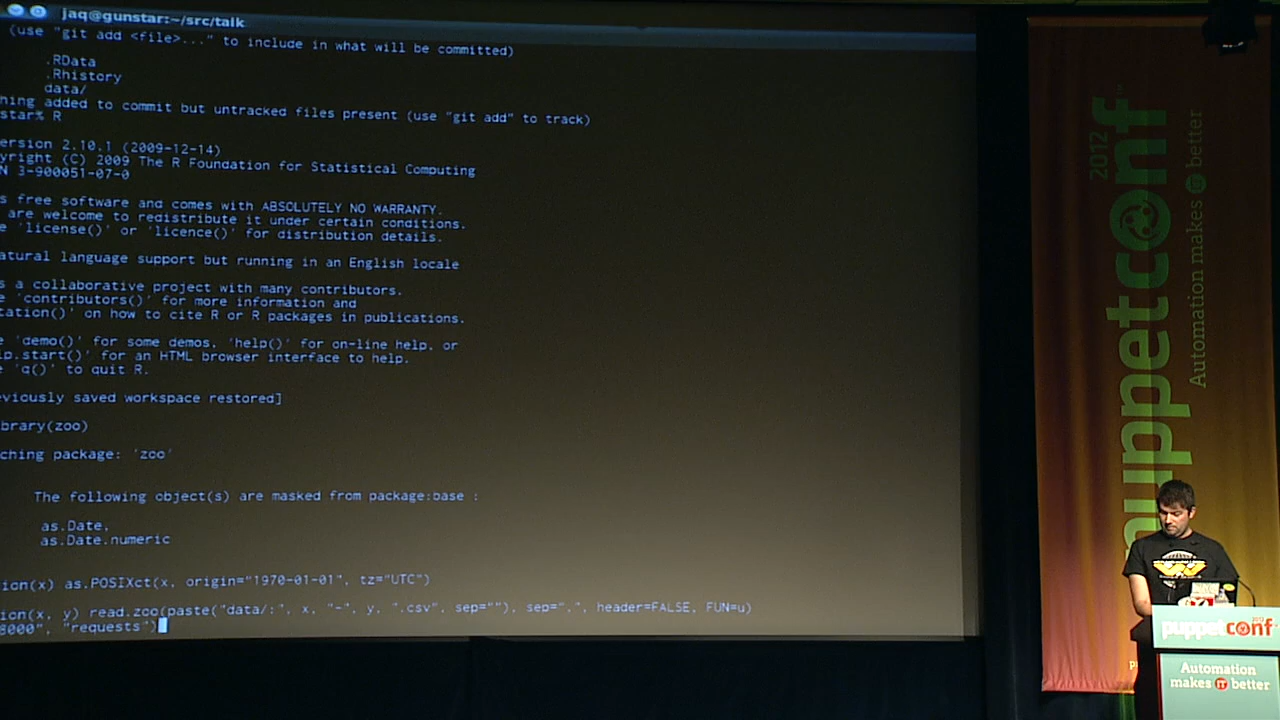 jaq@gunstar:~/src/talk
(use "git add <file>..." to include in what will be committed)
.RData
.Rhistory
data/
hing added to commit but untracked files present (use "git add" to track)
star% R
ersion 2.10.1 (2009-12-14)
yright (C) 2009 The R Foundation for Statistical Computing
N 3-900051-07-0
s free software and comes with ABSOLUTELY NO WARRANTY.
are welcome to redistribute it under certain conditions.
e 'license()' or 'licence()' for distribution details.
atural language support but running in an English locale
s a collaborative project with many contributors.
e 'contributors()' for more information and
tation()' on how to cite R or R packages in publications.
e 'demo()' for some demos, 'help()' for on-line help, or
lp.start()' for an HTML browser interface to help.
e 'q()' to quit R.
eviously saved workspace restored]
ibrary(zoo)
ching package: 'zoo'
The following object(s) are masked from package:base :
as.Date,
as.Date.numeric
ion(x) as.POSIXct(x, origin="1970-01-01", tz="UTC")
ion(x, y) read.zoo(paste("data/:", x, "-", y, ".csv", sep=""), sep=",", header=FALSE, FUN=u)
8000", "requests")
puppetconf 2012
Automation makes IT better
puppetconf 2012
Automation
makes IT better